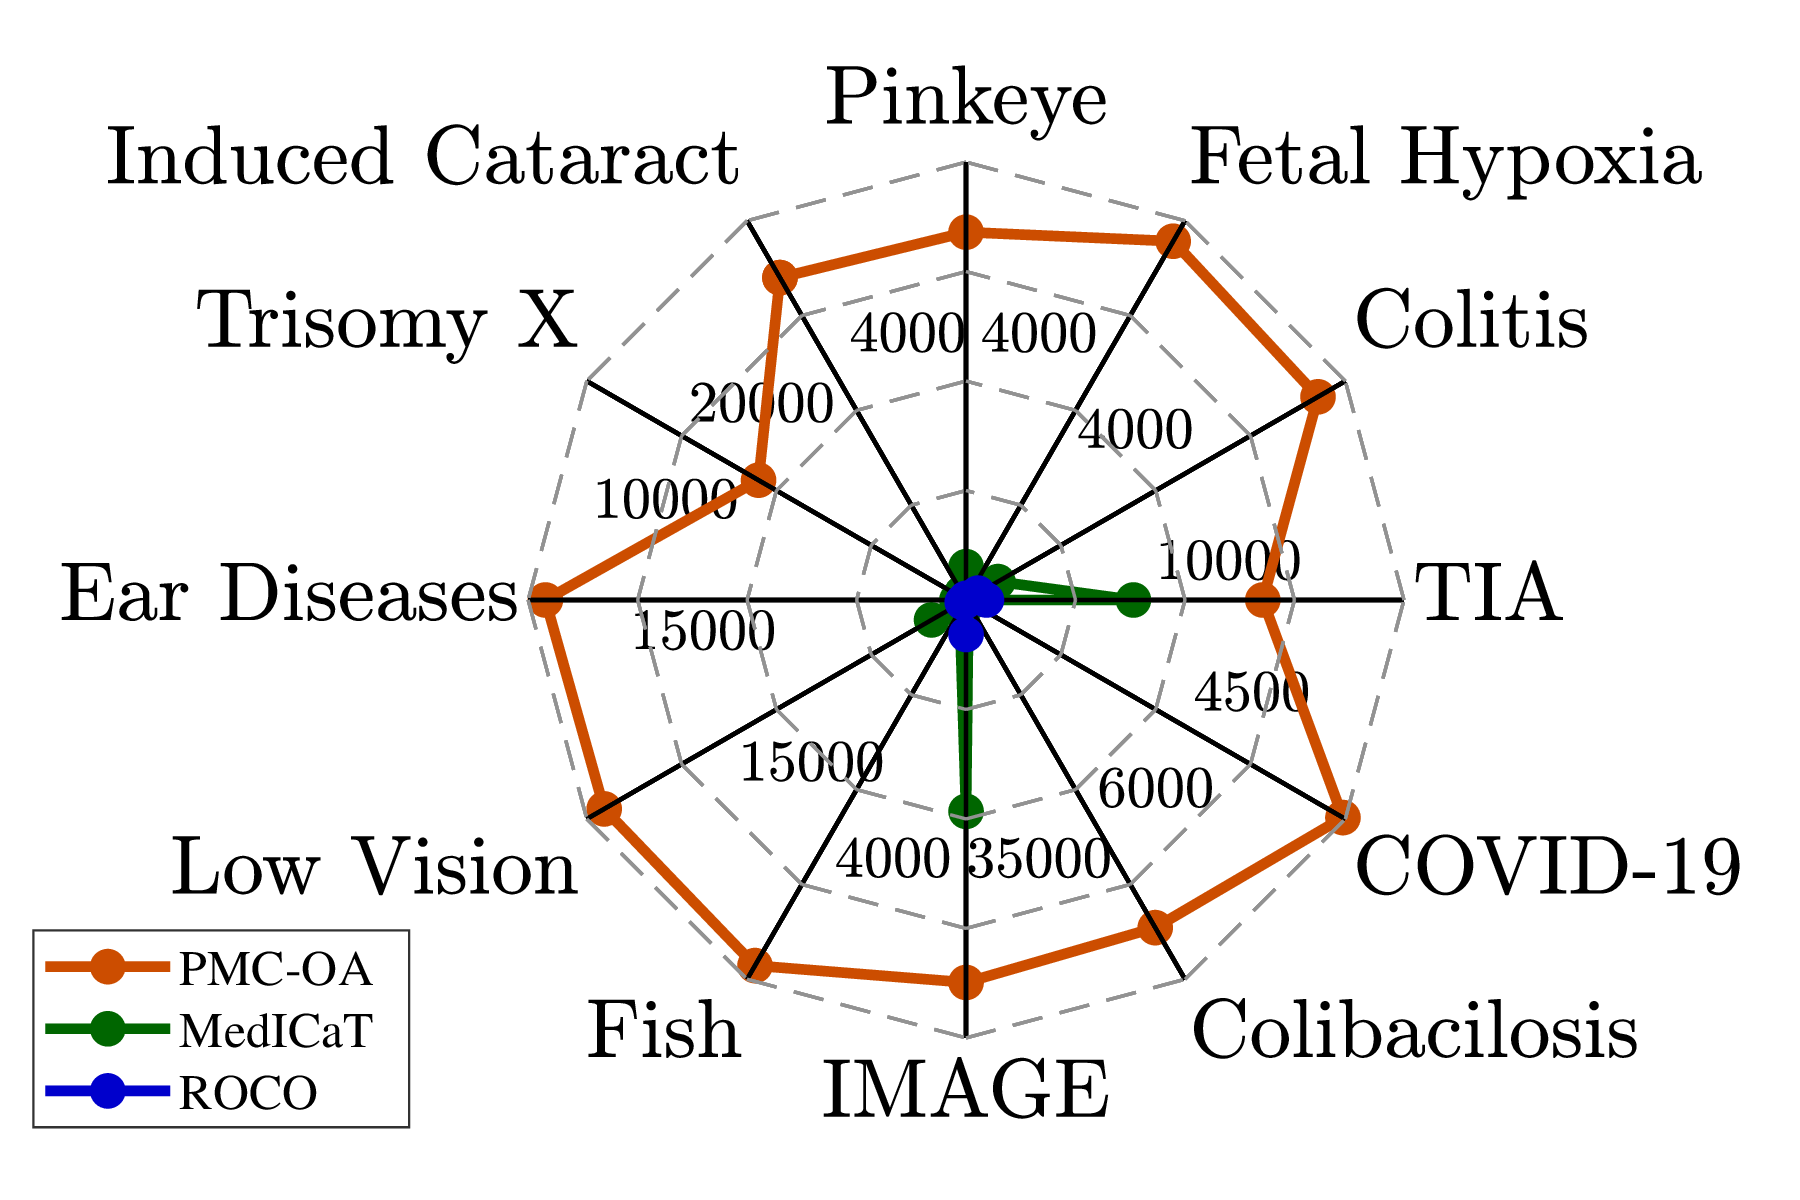 Pinkeye
Induced Cataract
Fetal Hypoxia
Trisomy X
Colitis
4000
4000
20000
4000
10000
10000
Ear Diseases
TIA
15000
4500
15000
6000
4000
35000
Low Vision
COVID-19
Fish
Colibacilosis
IMAGE
PMC-OA
MedICaT
ROCO